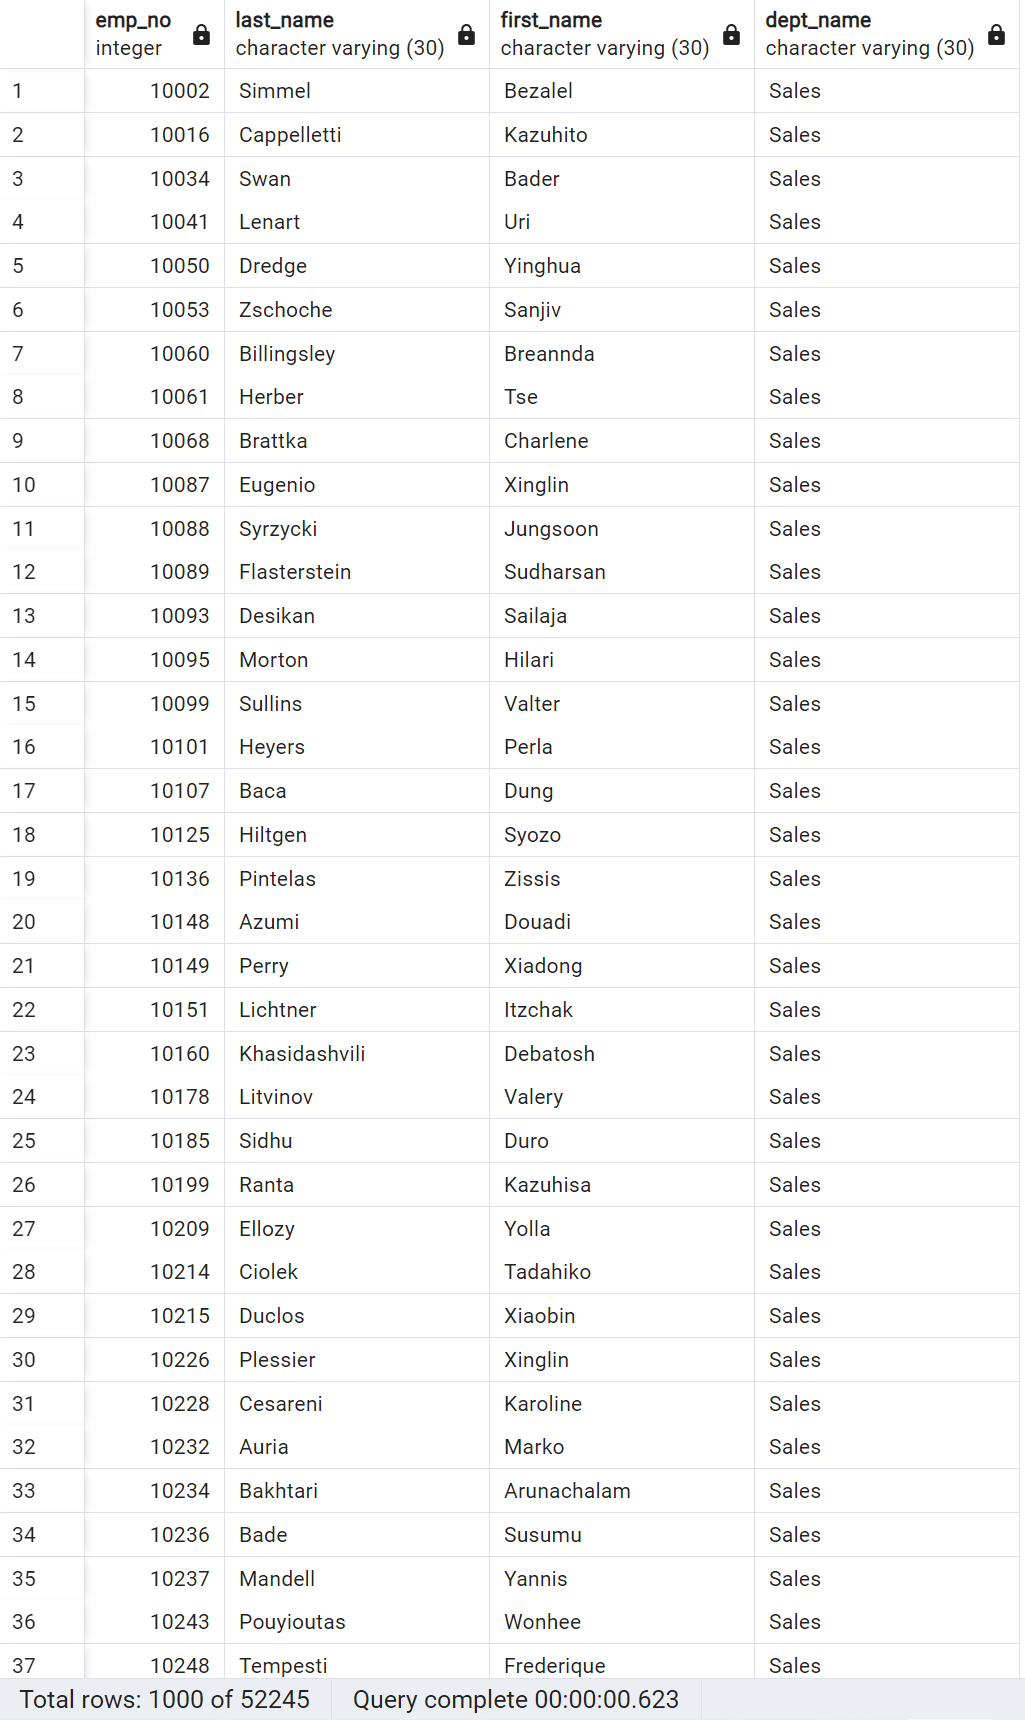 emp_no last_name first_name dept_name
integer character varying (30) character varying (30) character varying (30)
1 10002 Simmel Bezalel Sales
2 10016 Cappelletti Kazuhito Sales
3 10034 Swan Bader Sales
4 10041 Lenart Uri Sales
5 10050 Dredge Yinghua Sales
6 10053 Zschoche Sanjiv Sales
7 10060 Billingsley Breannda Sales
8 10061 Herber Tse Sales
9 10068 Brattka Charlene Sales
10 10087 Eugenio Xinglin Sales
11 10088 Syrzycki Jungsoon Sales
12 10089 Flasterstein Sudharsan Sales
13 10093 Desikan Sailaja Sales
14 10095 Morton Hilari Sales
15 10099 Sullins Valter Sales
16 10101 Heyers Perla Sales
17 10107 Baca Dung Sales
18 10125 Hiltgen Syozo Sales
19 10136 Pintelas Zissis Sales
20 10148 Azumi Douadi Sales
21 10149 Perry Xiadong Sales
22 10151 Lichtner Itzchak Sales
23 10160 Khasidashvili Debatosh Sales
24 10178 Litvinov Valery Sales
25 10185 Sidhu Duro Sales
26 10199 Ranta Kazuhisa Sales
27 10209 Ellozy Yolla Sales
28 10214 Ciolek Tadahiko Sales
29 10215 Duclos Xiaobin Sales
30 10226 Plessier Xinglin Sales
31 10228 Cesareni Karoline Sales
32 10232 Auria Marko Sales
33 10234 Bakhtari Arunachalam Sales
34 10236 Bade Susumu Sales
35 10237 Mandell Yannis Sales
36 10243 Pouyioutas Wonhee Sales
37 10248 Tempesti Frederique Sales
Total rows: 1000 of 52245 Query complete 00:00:00.623